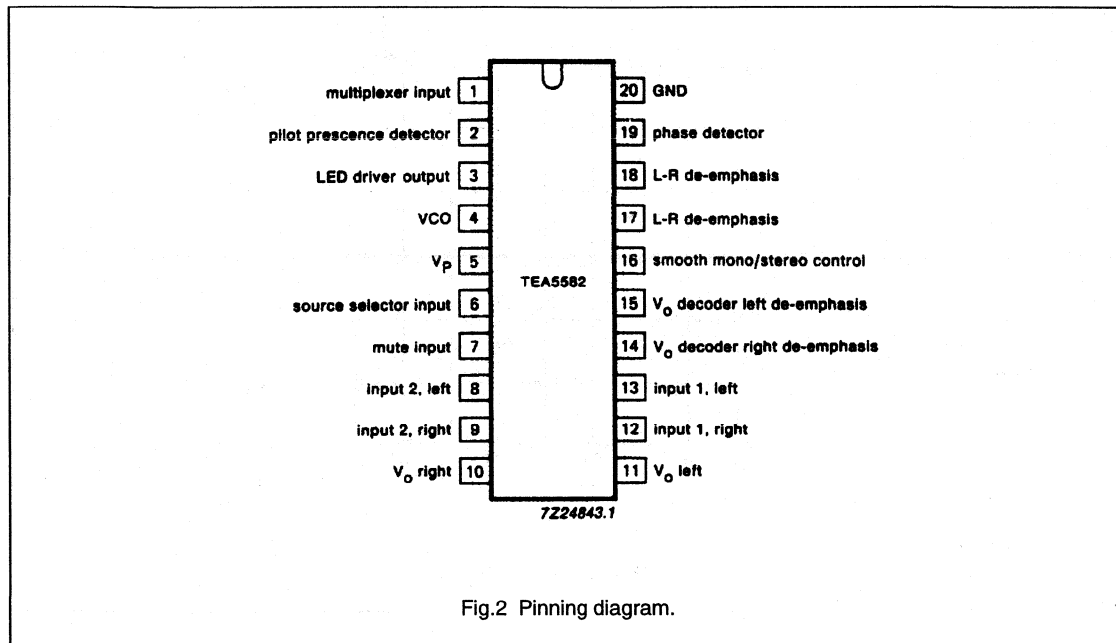 multiplexer input 1
pilot prescence detector 2
LED driver output 3
VCO 4
VP 5
source selector input 6
mute input 7
input 2, left 8
input 2, right 9
Vo right 10
TEA5582
20 GND
19 phase detector
18 L-R de-emphasis
17 L-R de-emphasis
16 smooth mono/stereo control
15 Vo decoder left de-emphasis
14 Vo decoder right de-emphasis
13 input 1, left
12 input 1, right
11 Vo left
7Z24843.1
Fig.2 Pinning diagram.